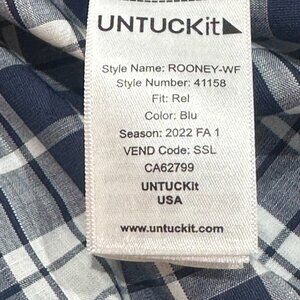 UNTUCKit
Style Name: ROONEY-WF
Style Number: 41158
Fit: Rel
Color: Blu
Season: 2022 FA 1
VEND Code: SSL
CA62799
UNTUCKit
USA
www.untuckit.com